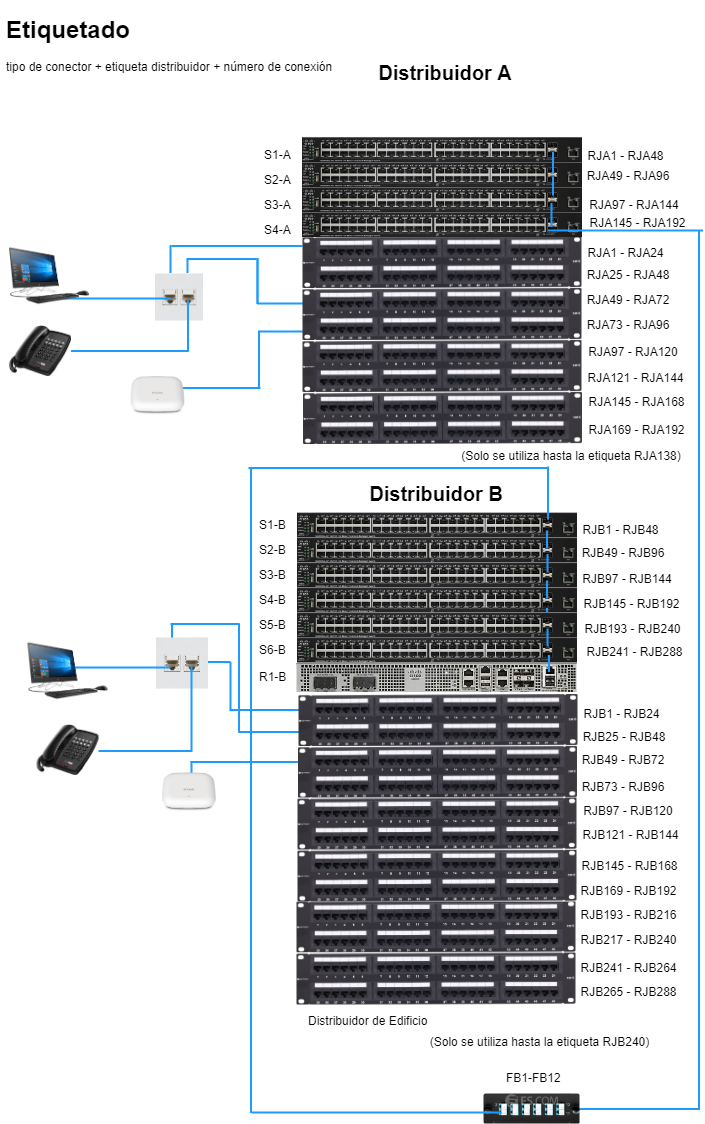 Etiquetado
tipo de conector + etiqueta distribuidor + número de conexión
Distribuidor A
S1-A
RJA1 - RJA48
S2-A
RJA49 - RJA96
S3-A
RJA97 - RJA144
S4-A
RJA145 - RJA192
RJA1 - RJA24
RJA25 - RJA48
RJA49 - RJA72
RJA73 - RJA96
RJA97 - RJA120
RJA121 - RJA144
RJA145 - RJA168
RJA169 - RJA192
(Solo se utiliza hasta la etiqueta RJA138)
Distribuidor B
S1-B
RJB1 - RJB48
S2-B
RJB49 - RJB96
S3-B
RJB97 - RJB144
S4-B
RJB145 - RJB192
S5-B
RJB193 - RJB240
S6-B
RJB241 - RJB288
R1-B
RJB1 - RJB24
RJB25 - RJB48
RJB49 - RJB72
RJB73 - RJB96
RJB97 - RJB120
RJB121 - RJB144
RJB145 - RJB168
RJB169 - RJB192
RJB193 - RJB216
RJB217 - RJB240
RJB241 - RJB264
RJB265 - RJB288
Distribuidor de Edificio
(Solo se utiliza hasta la etiqueta RJB240)
FB1-FB12
FS.COM